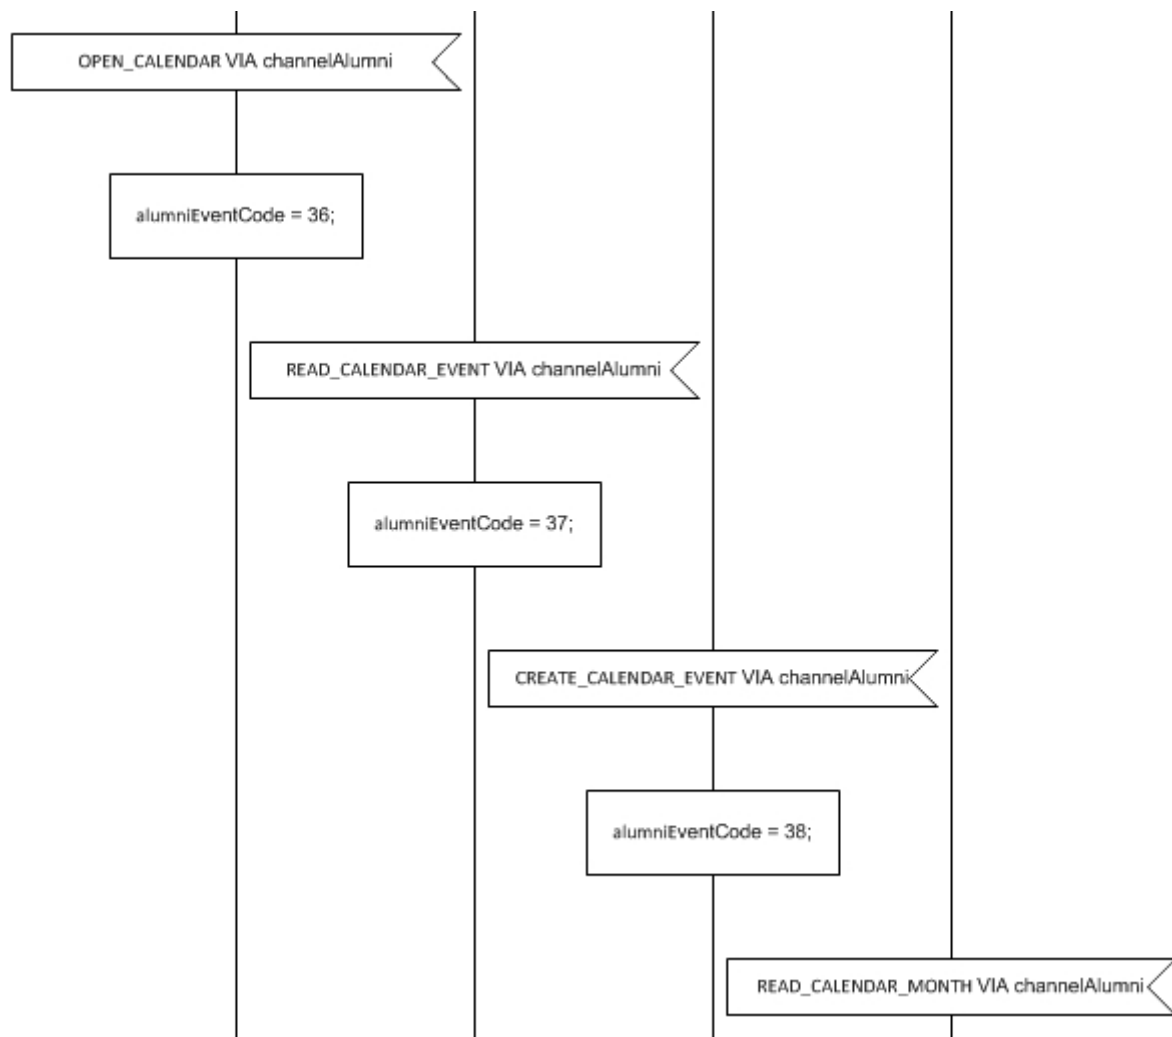 OPEN_CALENDAR VIA channelAlumni
alumniEventCode = 36;
READ_CALENDAR_EVENT VIA channelAlumni
alumniEventCode = 37;
CREATE_CALENDAR_EVENT VIA channelAlumni
alumniEventCode = 38;
READ_CALENDAR_MONTH VIA channelAlumni